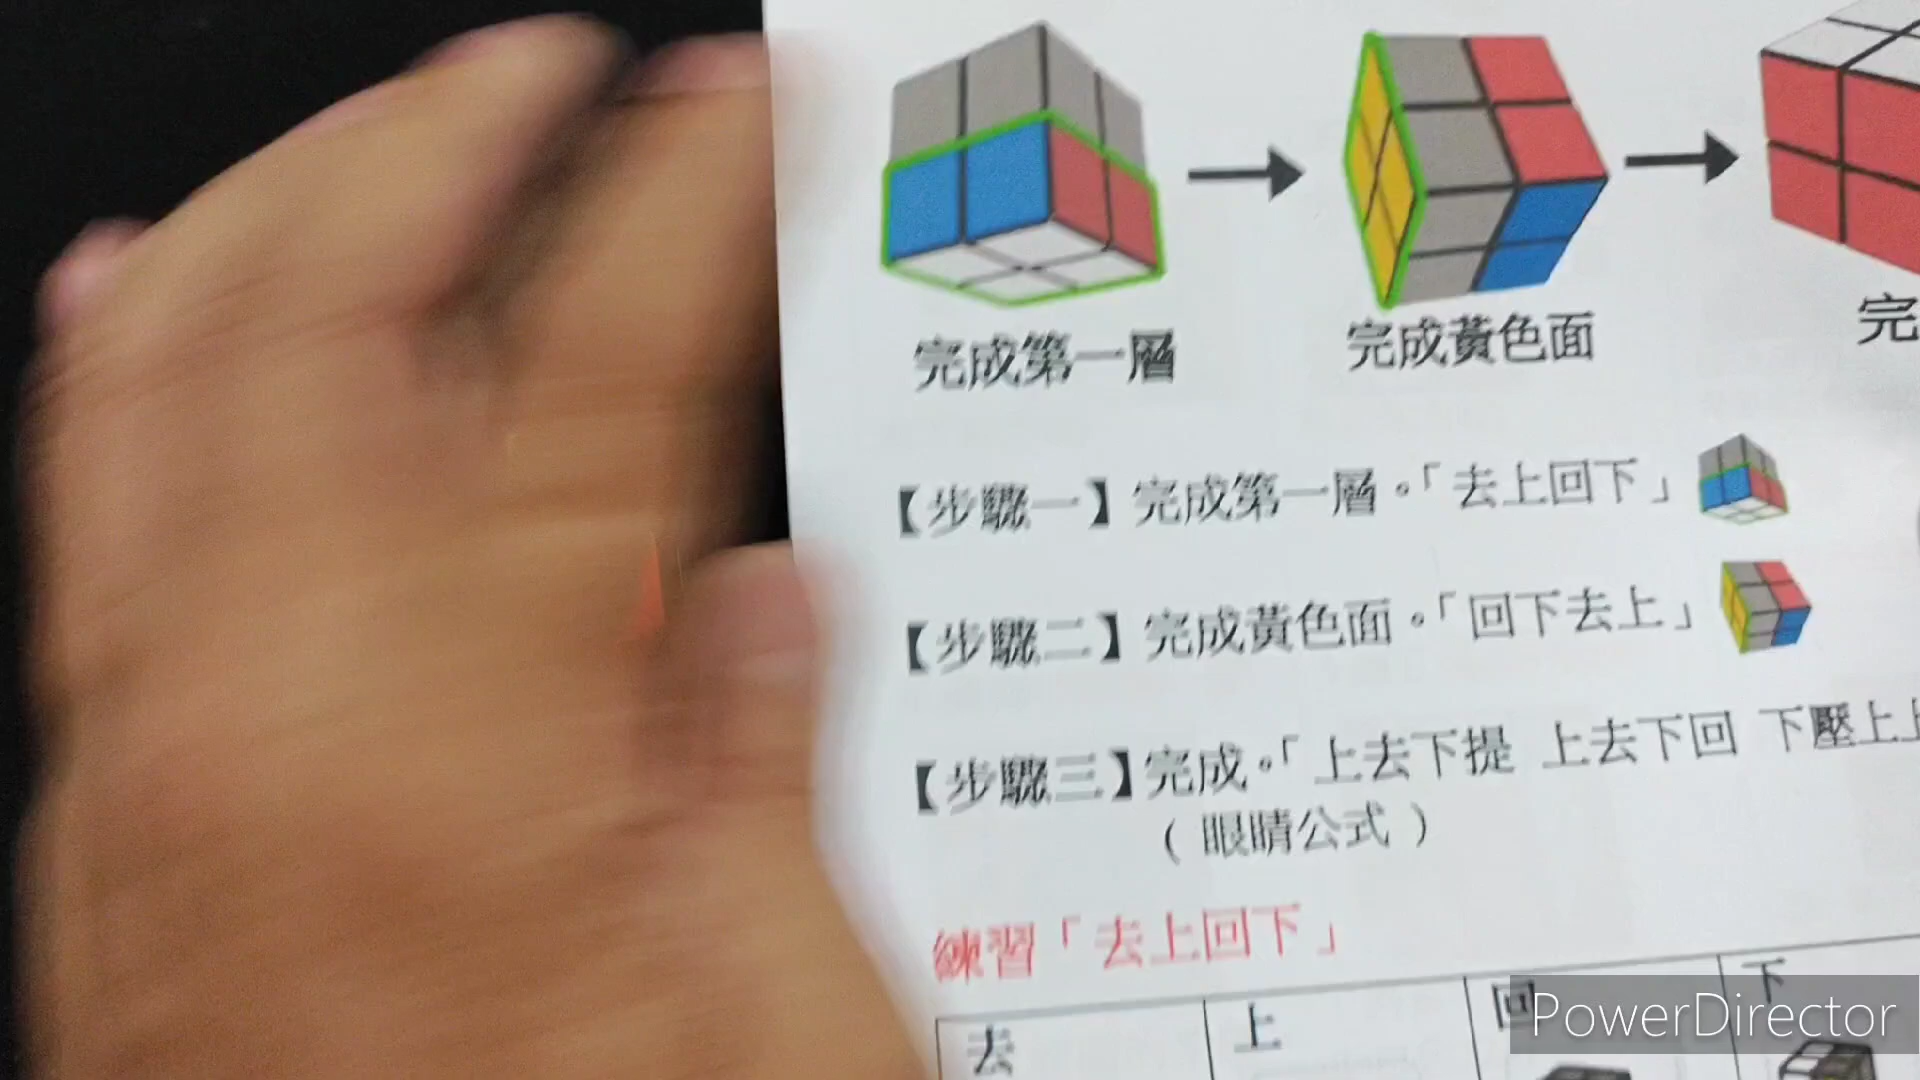 完成第一層
完成黃色面
完
【步驟一】完成第一層。「去上回下」
【步驟二】完成黃色面。「回下去上」
【步驟三】完成。「上去下提 上去下回 下壓上上
（眼睛公式）
練習「去上回下」
去
上
回
下
PowerDirector